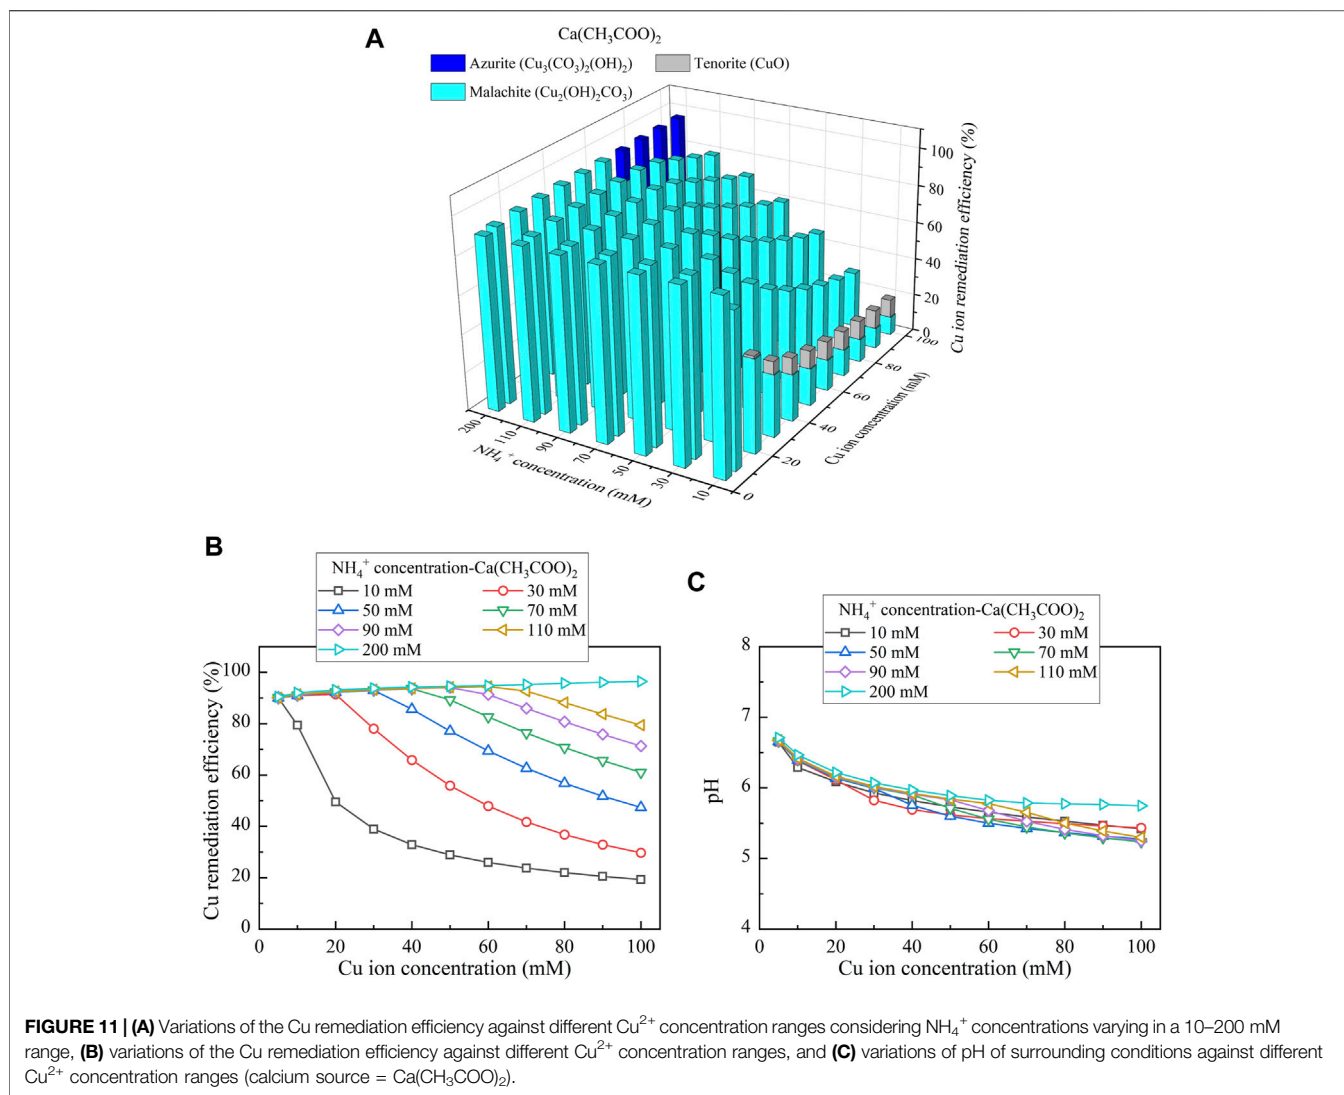 A
Ca(CH₃COO)₂
Azurite (Cu₃(CO₃)₂(OH)₂)
Tenorite (CuO)
Malachite (Cu₂(OH)₂CO₃)
100
80
60
40
20
0
Cu ion remediation efficiency (%)
100
80
60
40
20
0
Cu ion concentration (mM)
200
110
90
70
50
30
10
NH₄⁺ concentration (mM)
B
NH₄⁺ concentration-Ca(CH₃COO)₂
10 mM 30 mM
50 mM 70 mM
90 mM 110 mM
200 mM
Cu remediation efficiency (%)
100
80
60
40
20
0
0 20 40 60 80 100
Cu ion concentration (mM)
C
NH₄⁺ concentration-Ca(CH₃COO)₂
10 mM 30 mM
50 mM 70 mM
90 mM 110 mM
200 mM
pH
8
7
6
5
4
0 20 40 60 80 100
Cu ion concentration (mM)
FIGURE 11 | (A) Variations of the Cu remediation efficiency against different Cu²⁺ concentration ranges considering NH₄⁺ concentrations varying in a 10–200 mM
range, (B) variations of the Cu remediation efficiency against different Cu²⁺ concentration ranges, and (C) variations of pH of surrounding conditions against different
Cu²⁺ concentration ranges (calcium source = Ca(CH₃COO)₂).